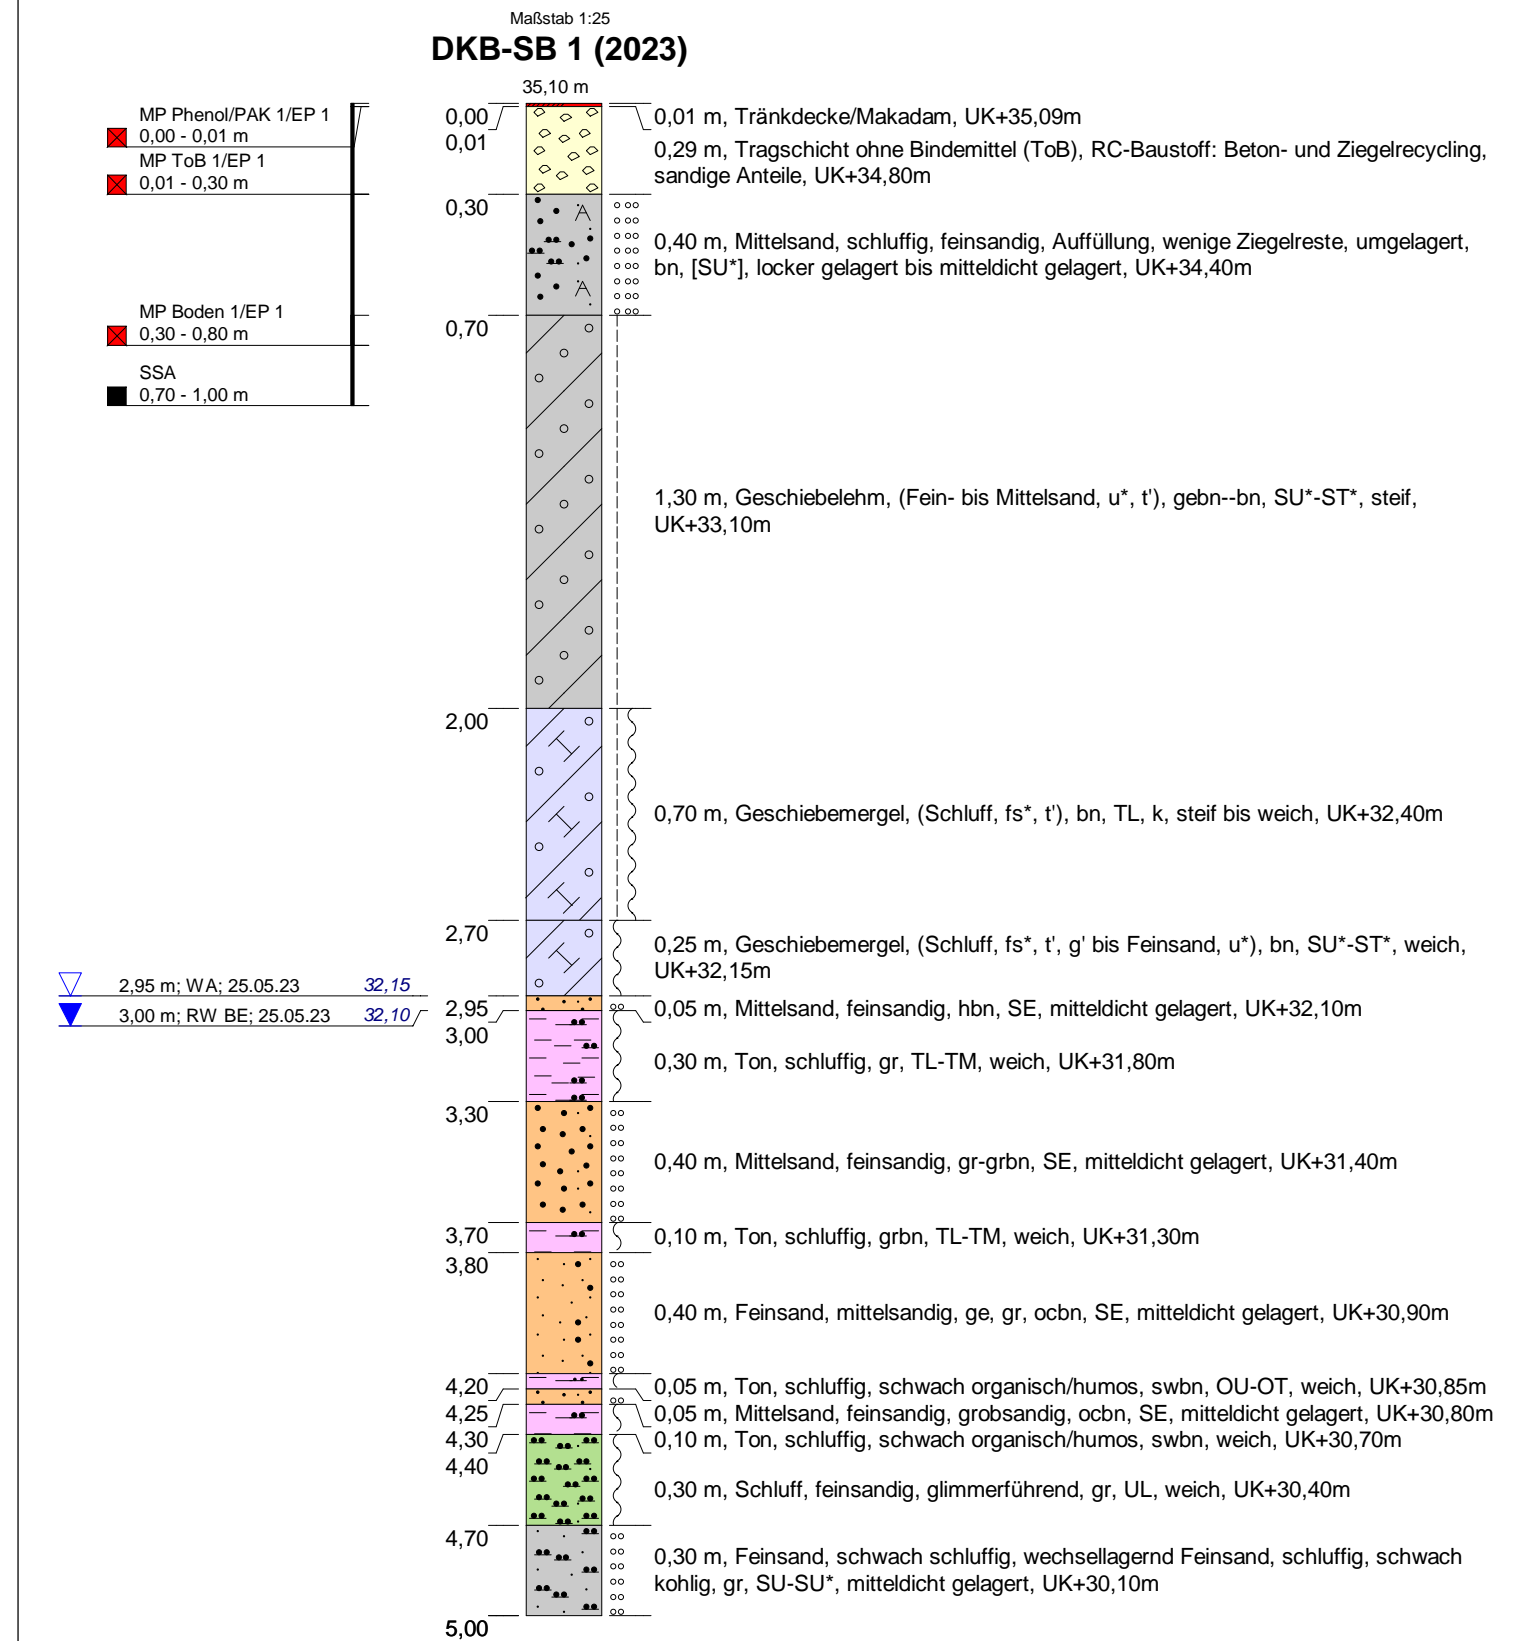 Maßstab 1:25
DKB-SB 1 (2023)
35,10 m
MP Phenol/PAK 1/EP 1
0,00 - 0,01 m
MP ToB 1/EP 1
0,01 - 0,30 m
MP Boden 1/EP 1
0,30 - 0,80 m
SSA
0,70 - 1,00 m
2,95 m; WA; 25.05.23 32,15
3,00 m; RW BE; 25.05.23 32,10
0,00
0,01 m, Tränkdecke/Makadam, UK+35,09m
0,01
0,29 m, Tragschicht ohne Bindemittel (ToB), RC-Baustoff: Beton- und Ziegelrecycling,
sandige Anteile, UK+34,80m
0,30
A
0,40 m, Mittelsand, schluffig, feinsandig, Auffüllung, wenige Ziegelreste, umgelagert,
bn, [SU*], locker gelagert bis mitteldicht gelagert, UK+34,40m
A
0,70
1,30 m, Geschiebelehm, (Fein- bis Mittelsand, u*, t'), gebn--bn, SU*-ST*, steif,
UK+33,10m
2,00
0,70 m, Geschiebemergel, (Schluff, fs*, t'), bn, TL, k, steif bis weich, UK+32,40m
2,70
0,25 m, Geschiebemergel, (Schluff, fs*, t', g' bis Feinsand, u*), bn, SU*-ST*, weich,
UK+32,15m
2,95
0,05 m, Mittelsand, feinsandig, hbn, SE, mitteldicht gelagert, UK+32,10m
3,00
0,30 m, Ton, schluffig, gr, TL-TM, weich, UK+31,80m
3,30
0,40 m, Mittelsand, feinsandig, gr-grbn, SE, mitteldicht gelagert, UK+31,40m
3,70
0,10 m, Ton, schluffig, grbn, TL-TM, weich, UK+31,30m
3,80
0,40 m, Feinsand, mittelsandig, ge, gr, ocbn, SE, mitteldicht gelagert, UK+30,90m
4,20
0,05 m, Ton, schluffig, schwach organisch/humos, swbn, OU-OT, weich, UK+30,85m
4,25
0,05 m, Mittelsand, feinsandig, grobsandig, ocbn, SE, mitteldicht gelagert, UK+30,80m
4,30
0,10 m, Ton, schluffig, schwach organisch/humos, swbn, weich, UK+30,70m
4,40
0,30 m, Schluff, feinsandig, glimmerführend, gr, UL, weich, UK+30,40m
4,70
0,30 m, Feinsand, schwach schluffig, wechsellagernd Feinsand, schluffig, schwach
kohlig, gr, SU-SU*, mitteldicht gelagert, UK+30,10m
5,00